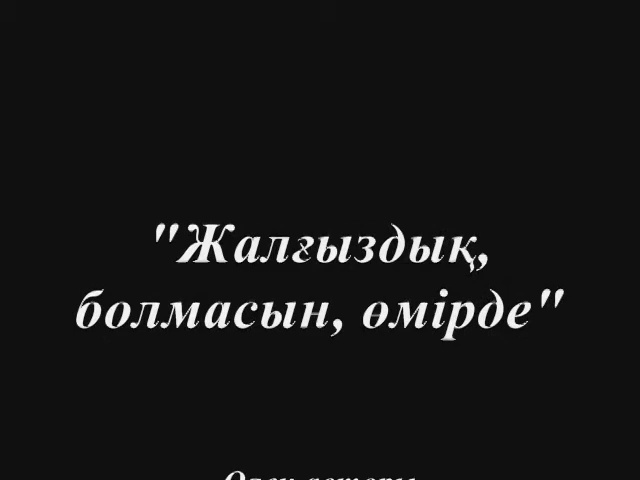 "Жалғыздық,
болмасын, өмірде"